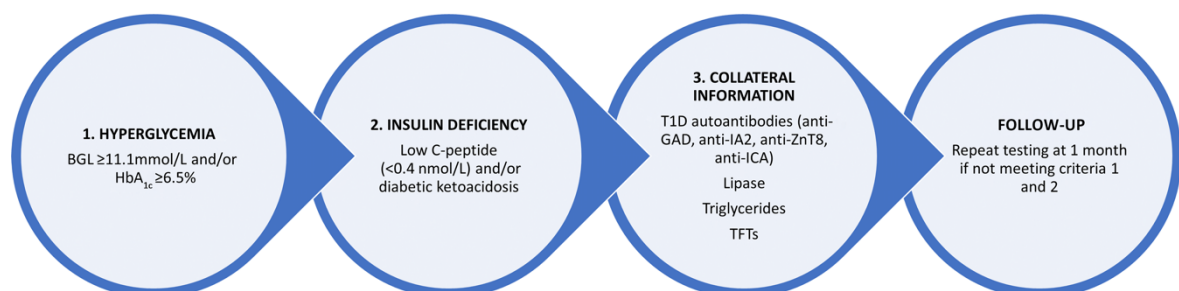 1. HYPERGLYCEMIA
BGL ≥11.1mmol/L and/or
HbA1c ≥6.5%
2. INSULIN DEFICIENCY
Low C-peptide
(<0.4 nmol/L) and/or
diabetic ketoacidosis
3. COLLATERAL
INFORMATION
T1D autoantibodies (anti-
GAD, anti-IA2, anti-ZnT8,
anti-ICA)
Lipase
Triglycerides
TFTs
FOLLOW-UP
Repeat testing at 1 month
if not meeting criteria 1
and 2